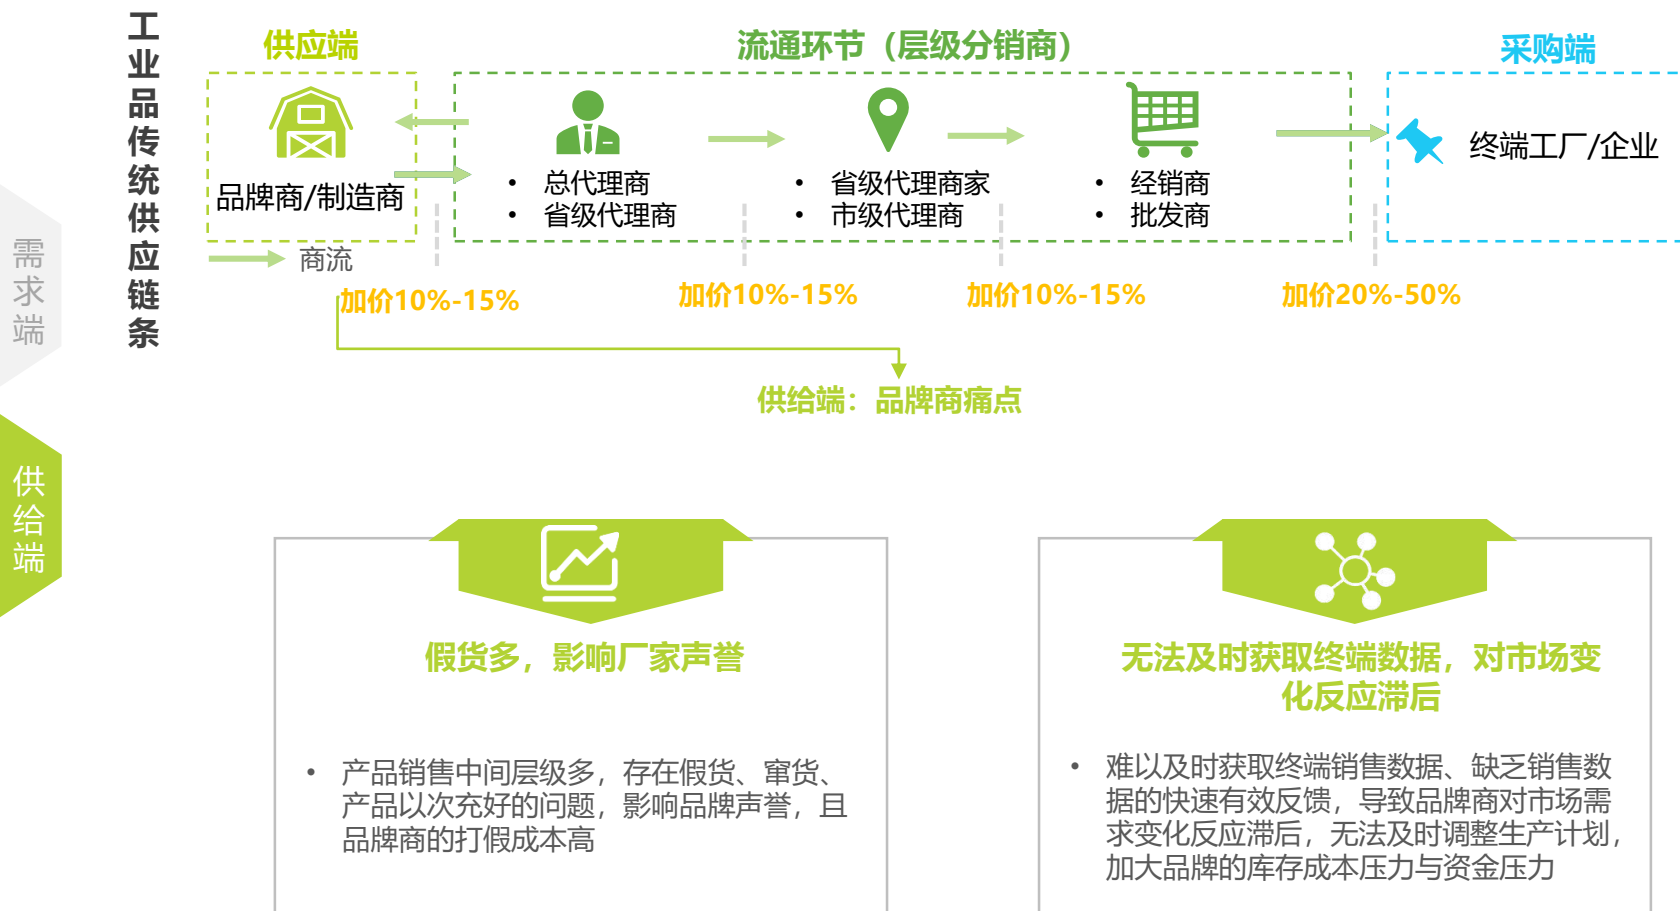 工业品传统供应链条
供应端
流通环节（层级分销商）
采购端
品牌商/制造商
• 总代理商
• 省级代理商
• 省级代理商家
• 市级代理商
• 经销商
• 批发商
终端工厂/企业
商流
加价10%-15%
加价10%-15%
加价10%-15%
加价20%-50%
需求端
供给端
供给端：品牌商痛点
假货多，影响厂家声誉
• 产品销售中间层级多，存在假货、窜货、
产品以次充好的问题，影响品牌声誉，且
品牌商的打假成本高
无法及时获取终端数据，对市场变
化反应滞后
• 难以及时获取终端销售数据、缺乏销售数
据的快速有效反馈，导致品牌商对市场需
求变化反应滞后，无法及时调整生产计划，
加大品牌的库存成本压力与资金压力